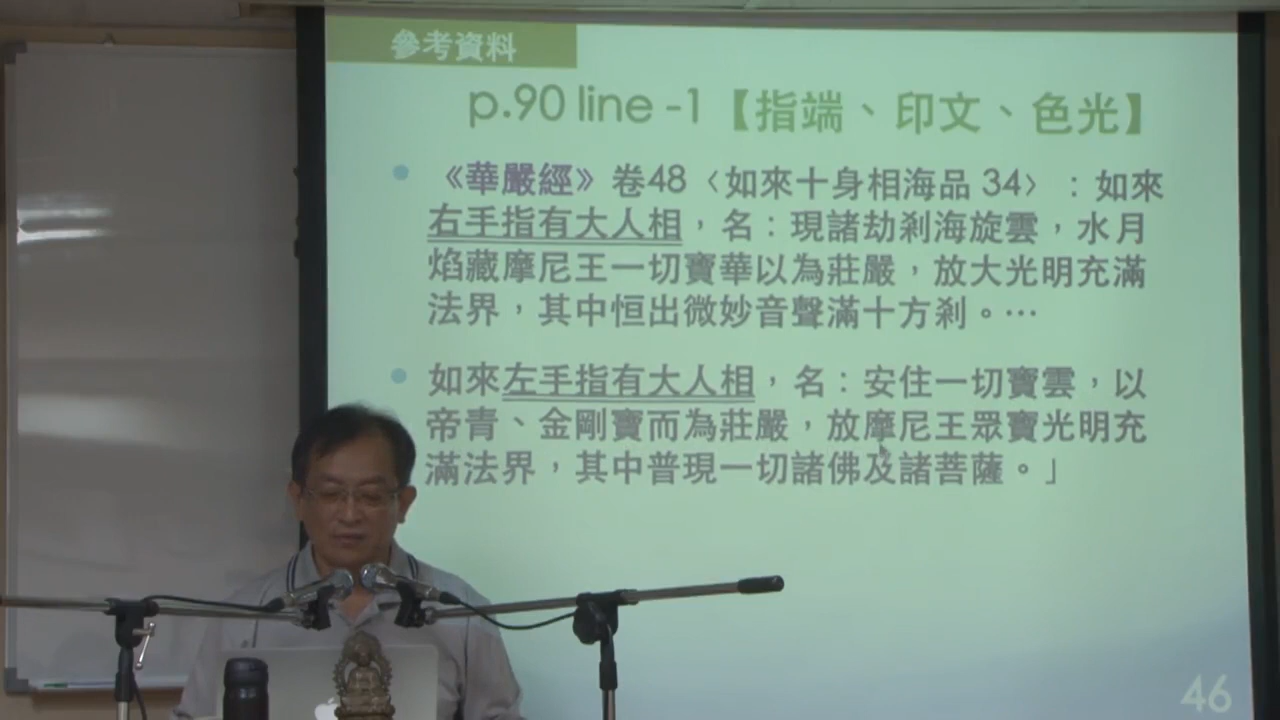 參考資料
p.90 line -1【指端、印文、色光】
• 《華嚴經》卷48〈如來十身相海品 34〉：如來
右手指有大人相，名：現諸劫剎海旋雲，水月
焰藏摩尼王一切寶華以為莊嚴，放大光明充滿
法界，其中恒出微妙音聲滿十方剎。…
• 如來左手指有大人相，名：安住一切寶雲，以
帝青、金剛寶而為莊嚴，放摩尼王眾寶光明充
滿法界，其中普現一切諸佛及諸菩薩。」
46